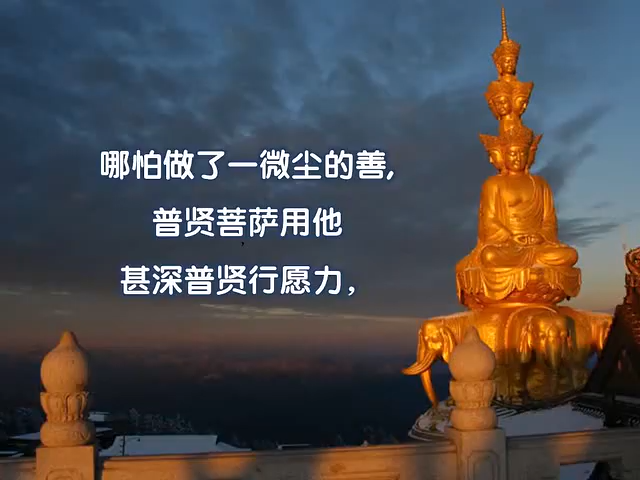 哪怕做了一微尘的善,
普贤菩萨用他
甚深普贤行愿力，